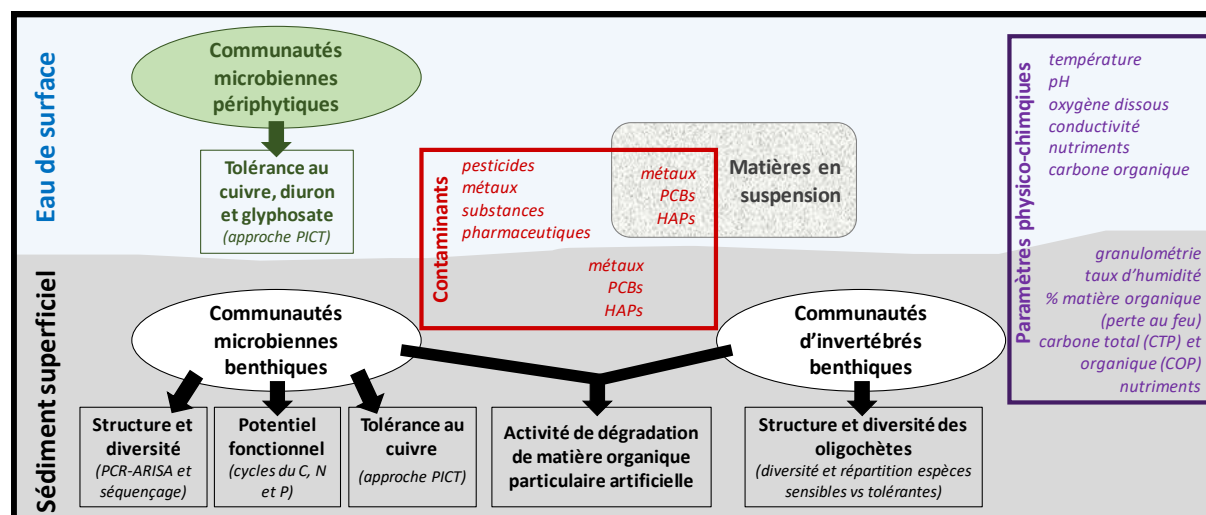 Eau de surface
Communautés
microbiennes
périphytiques
Tolérance au
cuivre, diuron
et glyphosate
(approche PICT)
Contaminants
pesticides
métaux
substances
pharmaceutiques
métaux
PCBs
HAPs
Matières en
suspension
métaux
PCBs
HAPs
Paramètres physico-chimqiues
température
pH
oxygène dissous
conductivité
nutriments
carbone organique
granulométrie
taux d'humidité
% matière organique
(perte au feu)
carbone total (CTP) et
organique (COP)
nutriments
Sédiment superficiel
Communautés
microbiennes
benthiques
Communautés
d'invertébrés
benthiques
Structure et
diversité
(PCR-ARISA et
séquençage)
Potentiel
fonctionnel
(cycles du C, N
et P)
Tolérance au
cuivre
(approche PICT)
Activité de dégradation
de matière organique
particulaire artificielle
Structure et diversité des
oligochètes
(diversité et répartition espèces
sensibles vs tolérantes)